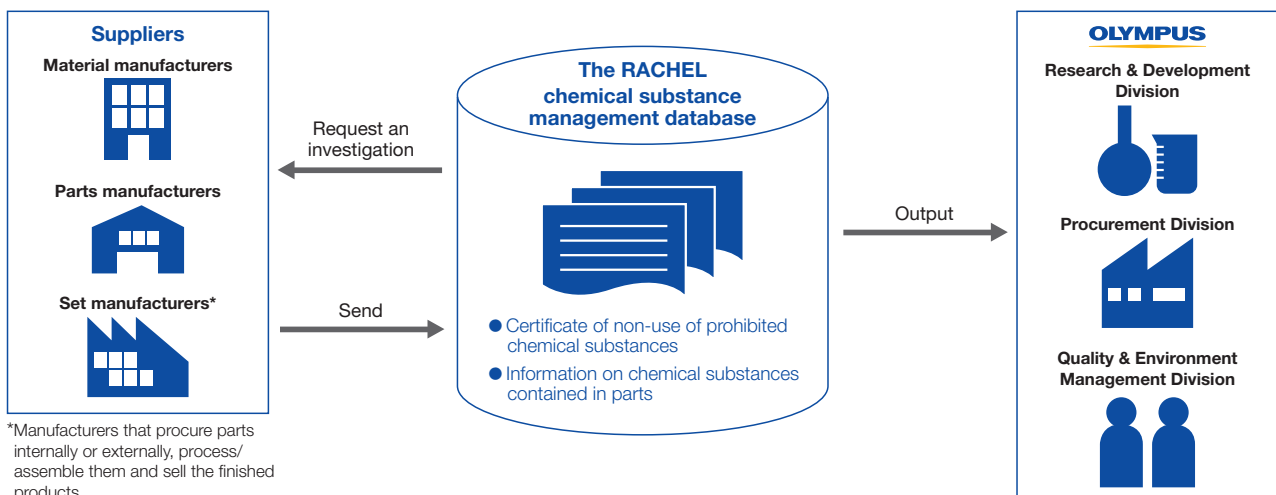 Suppliers
Material manufacturers
Parts manufacturers
Set manufacturers*
*Manufacturers that procure parts
internally or externally, process/
assemble them and sell the finished
products
Request an
investigation
Send
The RACHEL
chemical substance
management database
● Certificate of non-use of prohibited
chemical substances
● Information on chemical substances
contained in parts
Output
OLYMPUS
Research & Development
Division
Procurement Division
Quality & Environment
Management Division